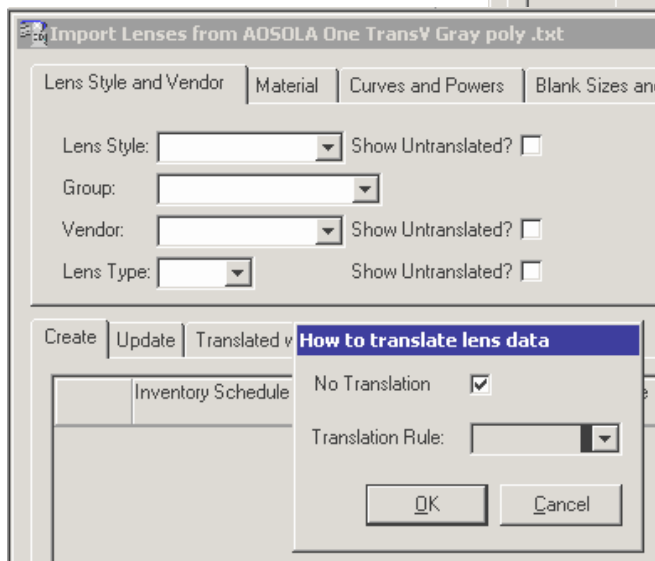 Import Lenses from AOSOLA One TransV Gray poly .txt
Lens Style and Vendor Material Curves and Powers Blank Sizes
Lens Style: Show Untranslated?
Group:
Vendor: Show Untranslated?
Lens Type: Show Untranslated?
Create Update Translated
How to translate lens data
Inventory Schedule
No Translation
Translation Rule:
OK Cancel